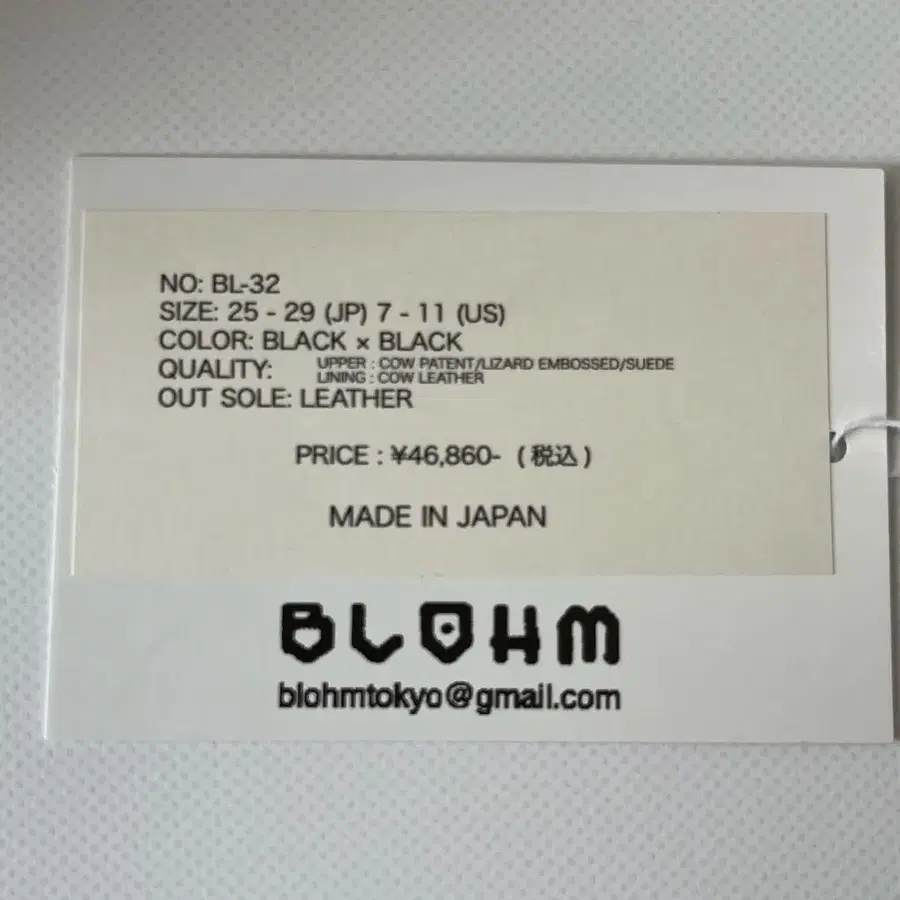 NO: BL-32
SIZE: 25 - 29 (JP) 7 - 11 (US)
COLOR: BLACK × BLACK
QUALITY: UPPER : COW PATENT/LIZARD EMBOSSED/SUEDE
LINING : COW LEATHER
OUT SOLE: LEATHER
PRICE : ¥46,860- (税込)
MADE IN JAPAN
BLOHM
blohmtokyo@gmail.com